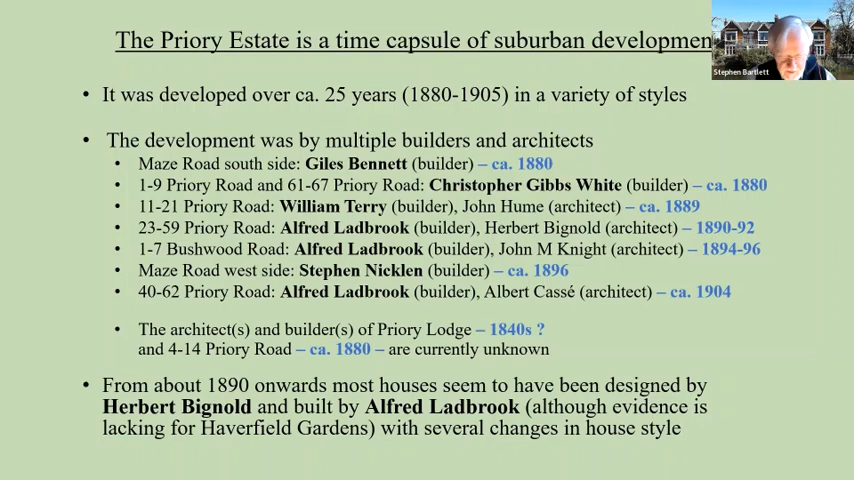 The Priory Estate is a time capsule of suburban developmen
Stephen Bartlett
• It was developed over ca. 25 years (1880-1905) in a variety of styles
• The development was by multiple builders and architects
• Maze Road south side: Giles Bennett (builder) – ca. 1880
• 1-9 Priory Road and 61-67 Priory Road: Christopher Gibbs White (builder) – ca. 1880
• 11-21 Priory Road: William Terry (builder), John Hume (architect) – ca. 1889
• 23-59 Priory Road: Alfred Ladbrook (builder), Herbert Bignold (architect) – 1890-92
• 1-7 Bushwood Road: Alfred Ladbrook (builder), John M Knight (architect) – 1894-96
• Maze Road west side: Stephen Nicklen (builder) – ca. 1896
• 40-62 Priory Road: Alfred Ladbrook (builder), Albert Cassé (architect) – ca. 1904
• The architect(s) and builder(s) of Priory Lodge – 1840s ?
and 4-14 Priory Road – ca. 1880 – are currently unknown
• From about 1890 onwards most houses seem to have been designed by
Herbert Bignold and built by Alfred Ladbrook (although evidence is
lacking for Haverfield Gardens) with several changes in house style